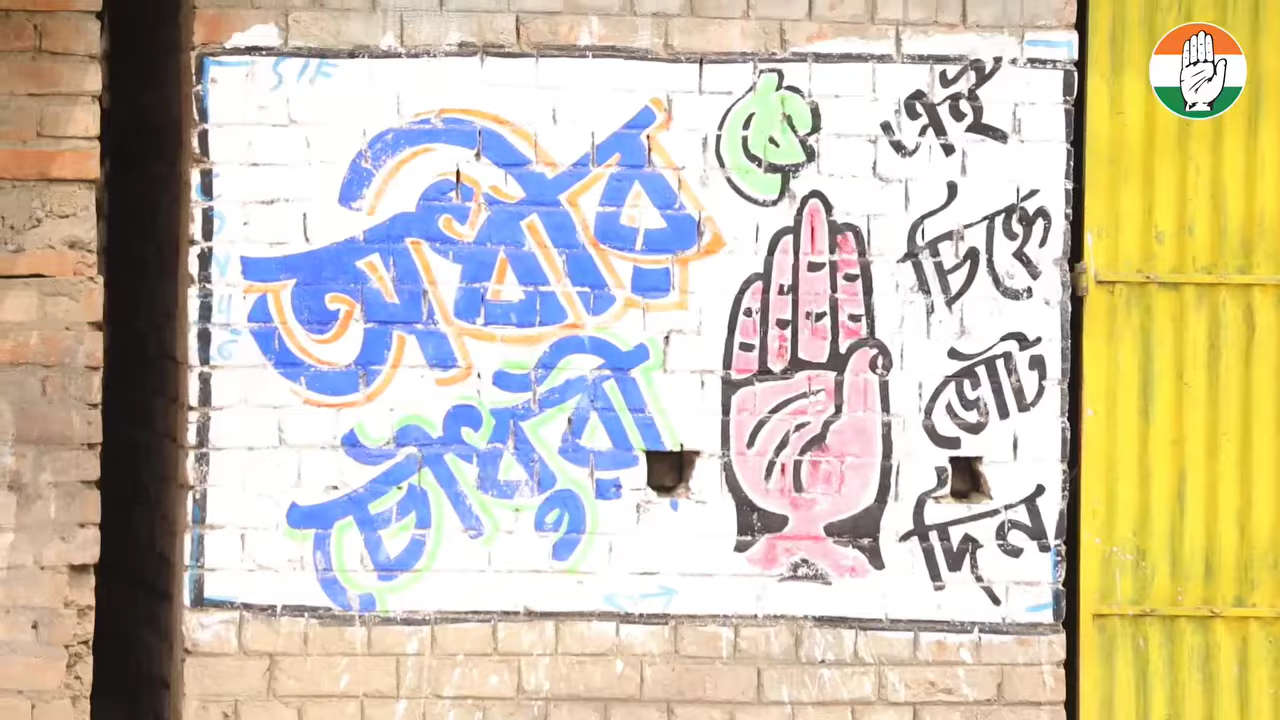 অধীর
চৌধুরী
কে
এই
চিহ্নে
ভোট
দিন